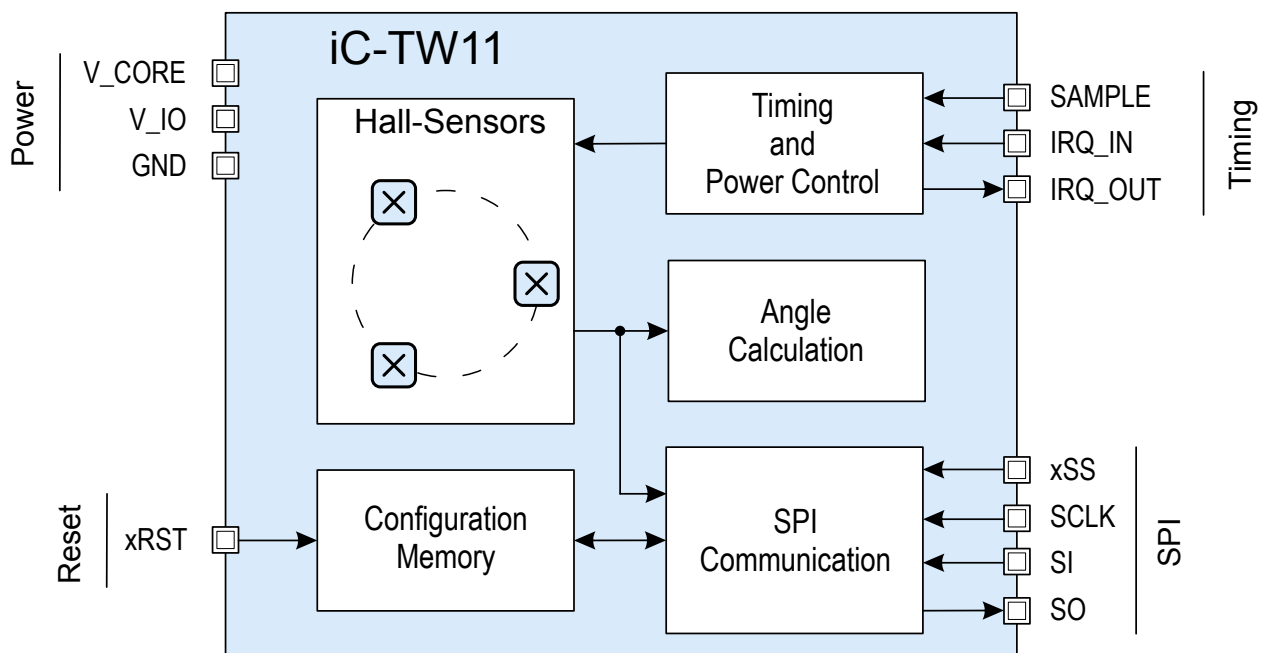 iC-TW11
Power
V_CORE
V_IO
GND
Hall-Sensors
Timing
and
Power Control
SAMPLE
IRQ_IN
IRQ_OUT
Timing
Angle
Calculation
Reset
xRST
Configuration
Memory
SPI
Communication
xSS
SCLK
SI
SO
SPI